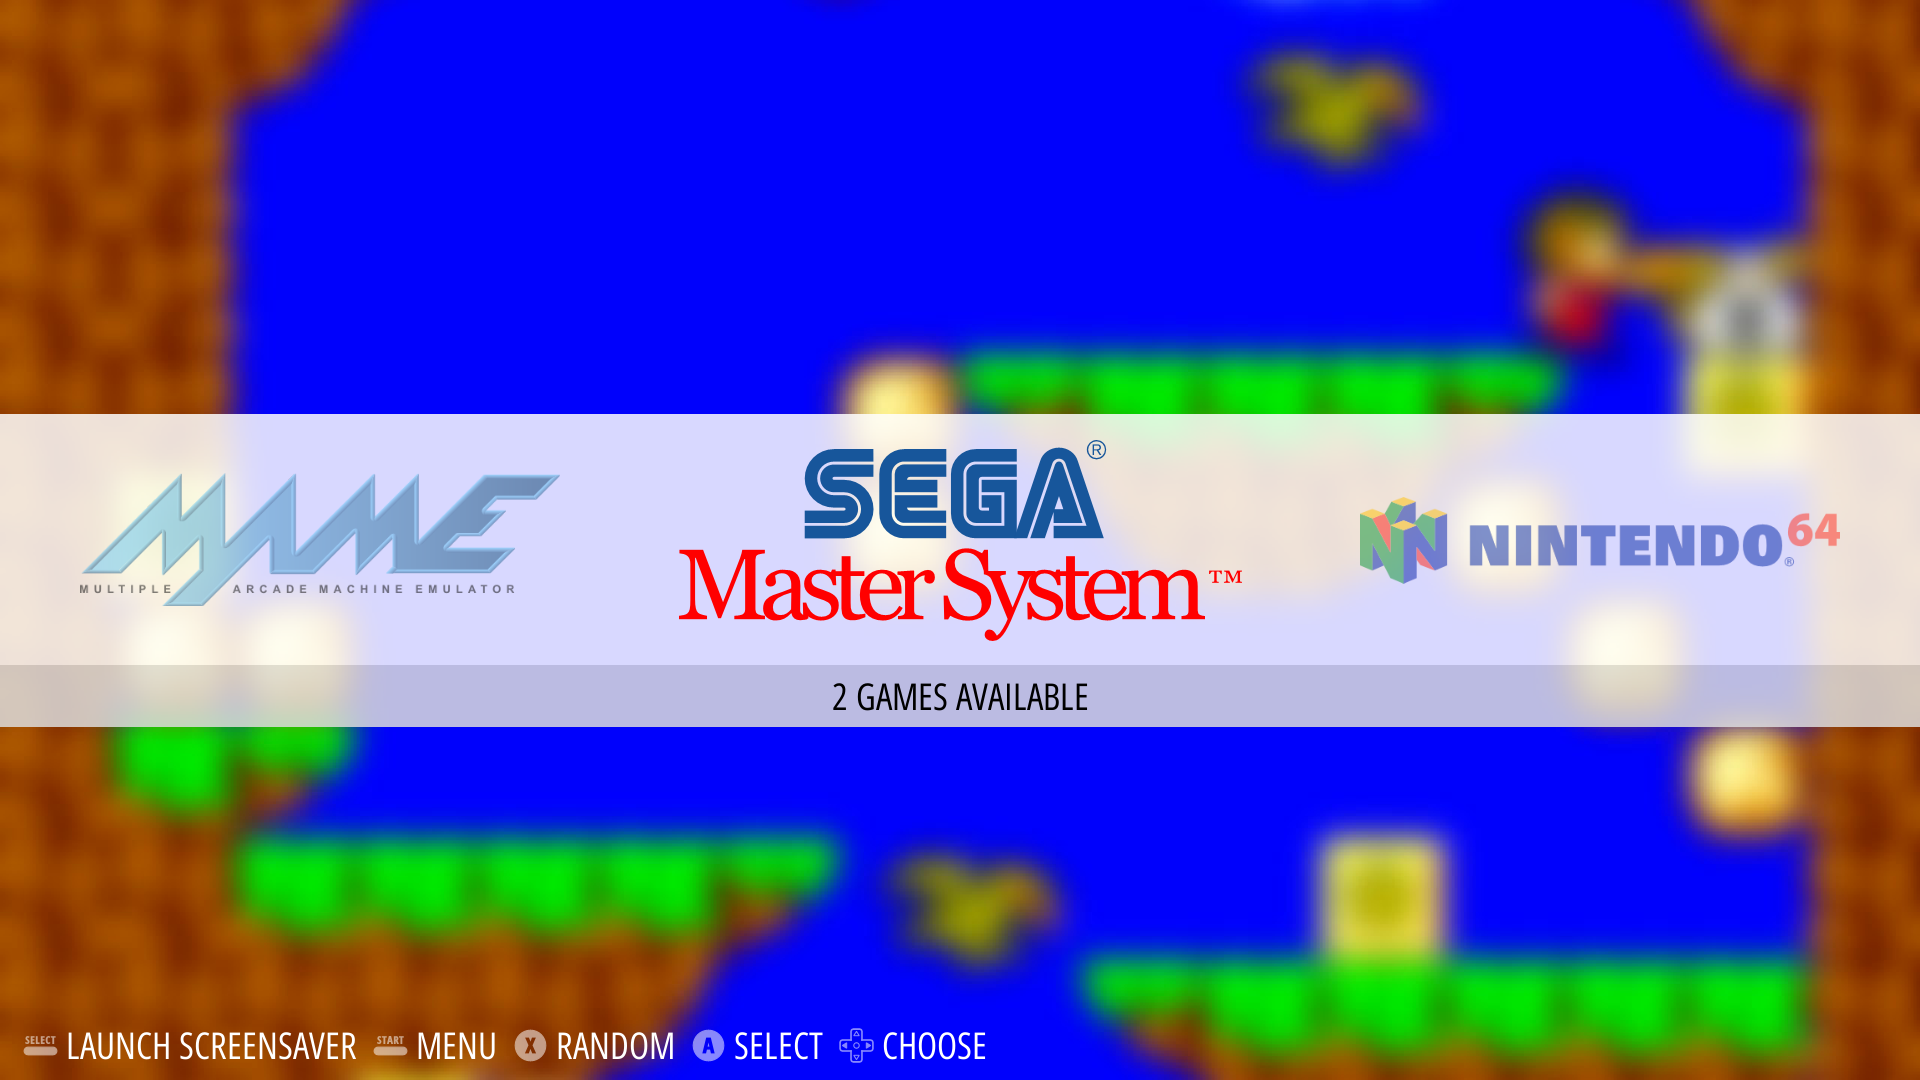 MAME
MULTIPLE ARCADE MACHINE EMULATOR
SEGA®
Master System™
NINTENDO®64
2 GAMES AVAILABLE
SELECT LAUNCH SCREENSAVER START MENU X RANDOM A SELECT CHOOSE